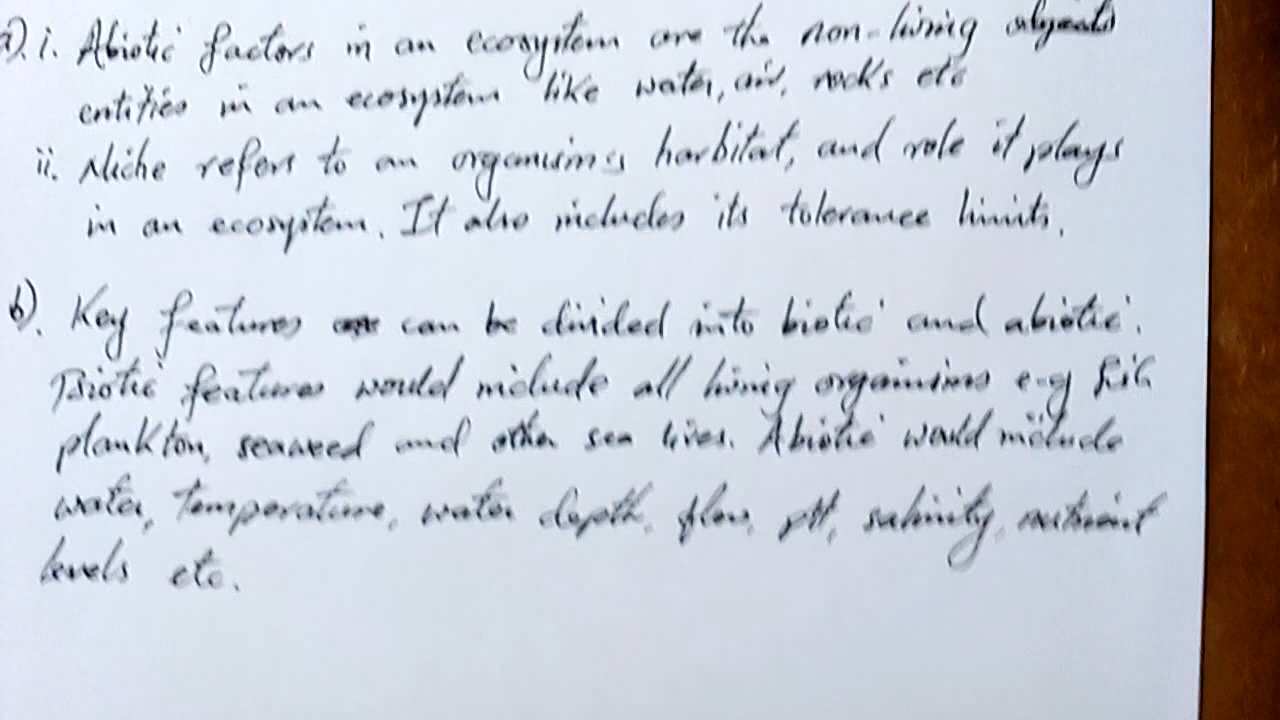 a). i. Abiotic factors in an ecosystem are the non-living
entities in an ecosystem like water, air, rocks etc
ii. Niche refers to an organism's harbitat, and role it plays
in an ecosystem. It also includes its tolerance limits.
b). Key features can be divided into biotic and abiotic.
Biotic features would include all living organisms e.g fish
plankton, seaweed and other sea lives. Abiotic would include
water, temperature, water depth, flow, pH, salinity, nutrient
levels etc.